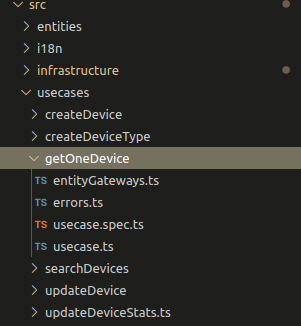 src
entities
i18n
infrastructure
usecases
createDevice
createDeviceType
getOneDevice
TS entityGateways.ts
TS errors.ts
TS usecase.spec.ts
TS usecase.ts
searchDevices
updateDevice
updateDeviceStats.ts